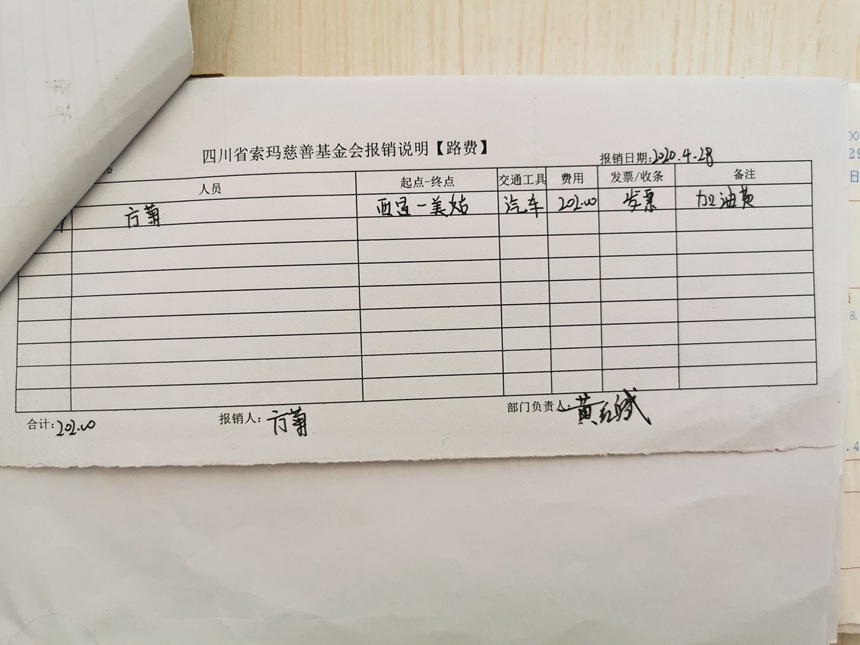 四川省索玛慈善基金会报销说明【路费】
报销日期:2020.4.28
人员 起点-终点 交通工具 费用 发票/收条 备注
方菊 西昌-美姑 汽车 202.00 发票 加油费
合计:202.00 报销人:方菊 部门负责人:黄红斌